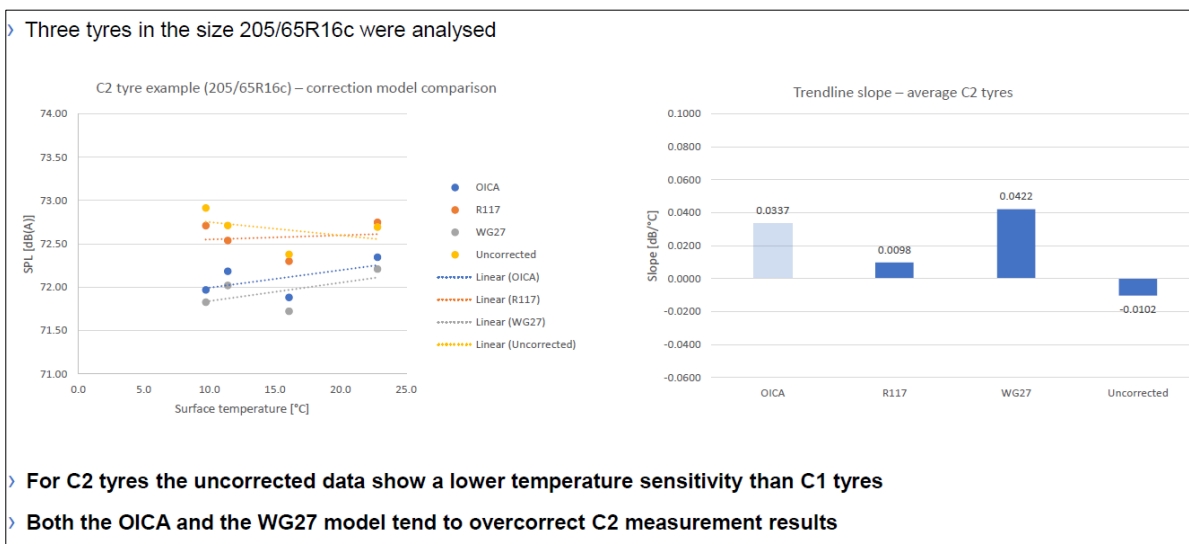 › Three tyres in the size 205/65R16c were analysed
C2 tyre example (205/65R16c) – correction model comparison
74.00
73.50
73.00
72.50
72.00
71.50
71.00
SPL [dB(A)]
0.0 5.0 10.0 15.0 20.0 25.0
Surface temperature [°C]
OICA
R117
WG27
Uncorrected
Linear (OICA)
Linear (R117)
Linear (WG27)
Linear (Uncorrected)
Trendline slope – average C2 tyres
0.1000
0.0800
0.0600
0.0400
0.0200
0.0000
-0.0200
-0.0400
-0.0600
Slope [dB/°C]
0.0337
0.0098
0.0422
-0.0102
OICA R117 WG27 Uncorrected
› For C2 tyres the uncorrected data show a lower temperature sensitivity than C1 tyres
› Both the OICA and the WG27 model tend to overcorrect C2 measurement results